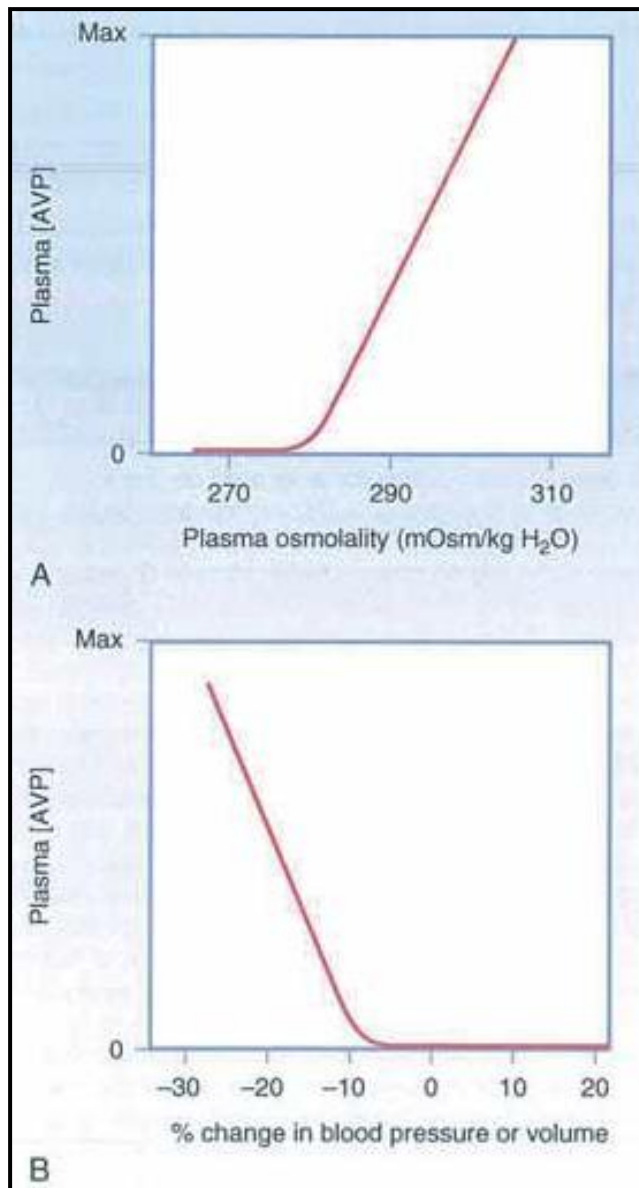 Max
Plasma [AVP]
0
270 290 310
Plasma osmolality (mOsm/kg H₂O)
A
Max
Plasma [AVP]
0
–30 –20 –10 0 10 20
% change in blood pressure or volume
B